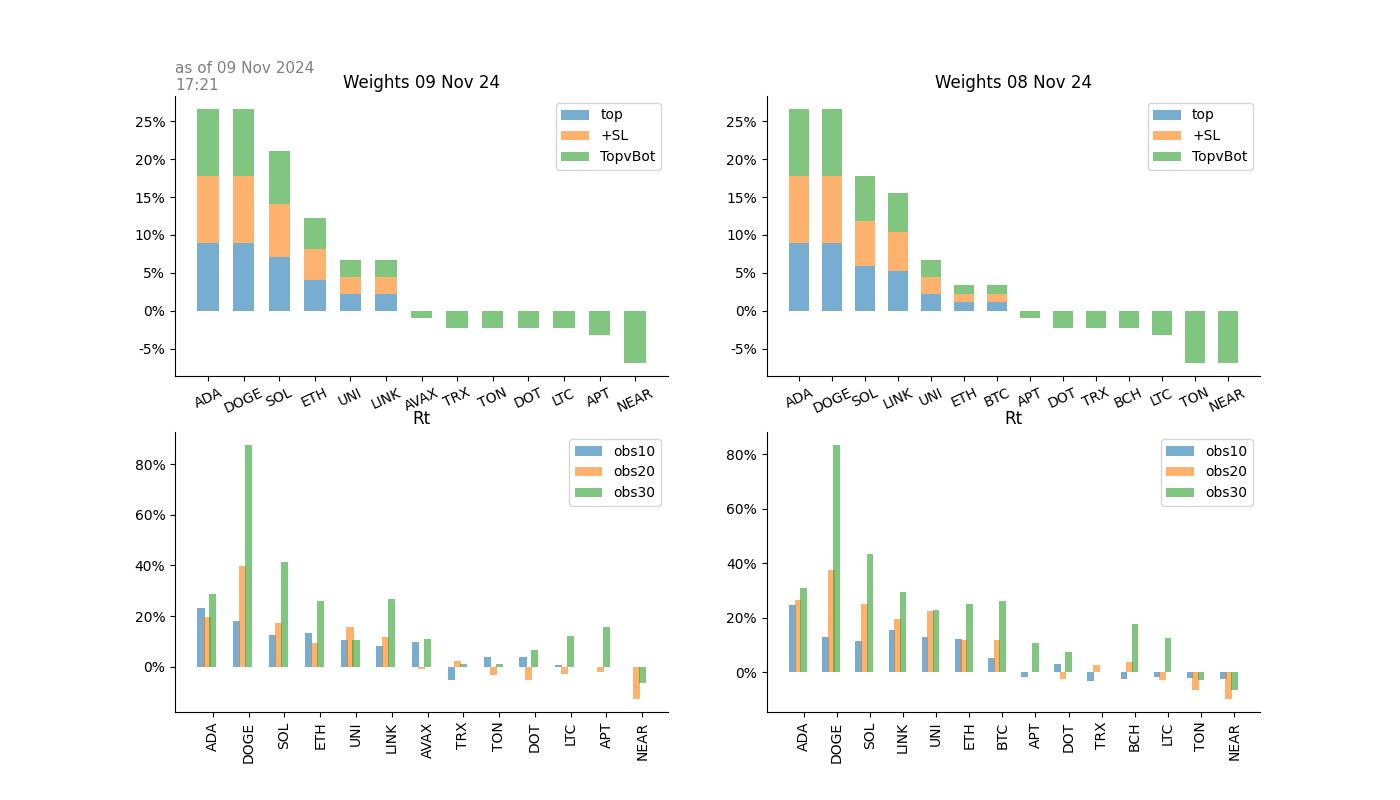 as of 09 Nov 2024
17:21
Weights 09 Nov 24
25%
20%
15%
10%
5%
0%
-5%
top
+SL
TopvBot
ADA DOGE SOL ETH UNI LINK AVAX TRX TON DOT LTC APT NEAR
Weights 08 Nov 24
25%
20%
15%
10%
5%
0%
-5%
top
+SL
TopvBot
ADA DOGE SOL LINK UNI ETH BTC APT DOT TRX BCH LTC TON NEAR
Rt
80%
60%
40%
20%
0%
obs10
obs20
obs30
ADA DOGE SOL ETH UNI LINK AVAX TRX TON DOT LTC APT NEAR
Rt
80%
60%
40%
20%
0%
obs10
obs20
obs30
ADA DOGE SOL LINK UNI ETH BTC APT DOT TRX BCH LTC TON NEAR